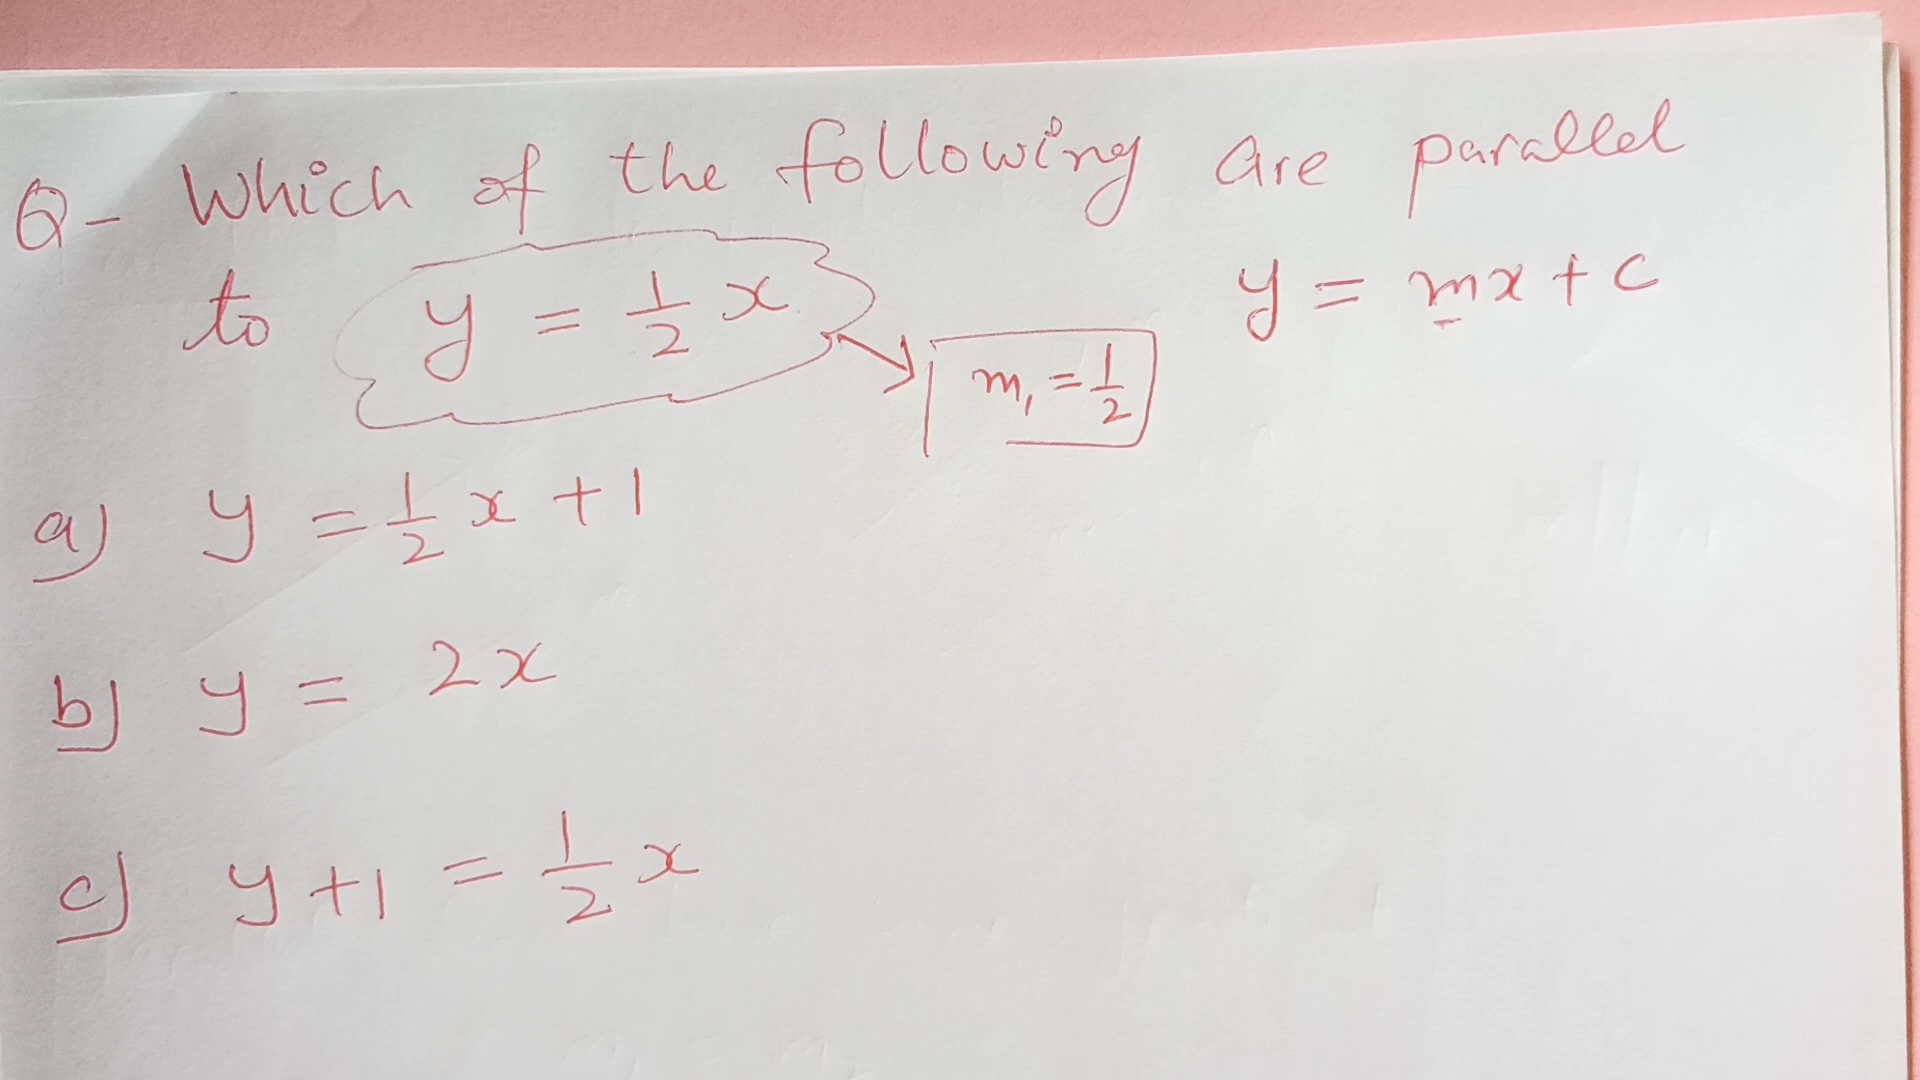 Q- Which of the following are parallel
to y = 1/2 x y = mx + c
m₁ = 1/2
a) y = 1/2 x + 1
b) y = 2x
c) y + 1 = 1/2 x